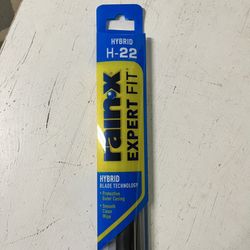 HYBRID
H-22
rain-x
EXPERT FIT
HYBRID
BLADE TECHNOLOGY
• Protective
Outer Casing
• Smooth
Clean
Wipe